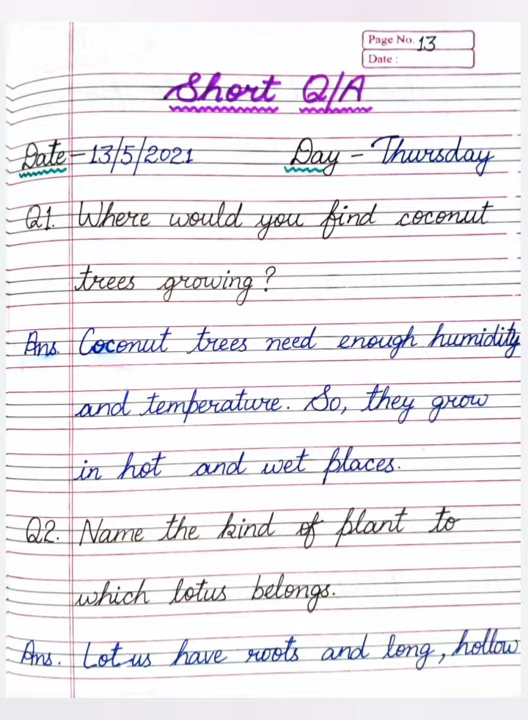 Page No. 13
Date :
Short Q/A
Date - 13/5/2021 Day - Thursday
Q1. Where would you find coconut
trees growing?
Ans. Coconut trees need enough humidity
and temperature. So, they grow
in hot and wet places.
Q2. Name the kind of plant to
which lotus belongs.
Ans. Lotus have roots and long, hollow